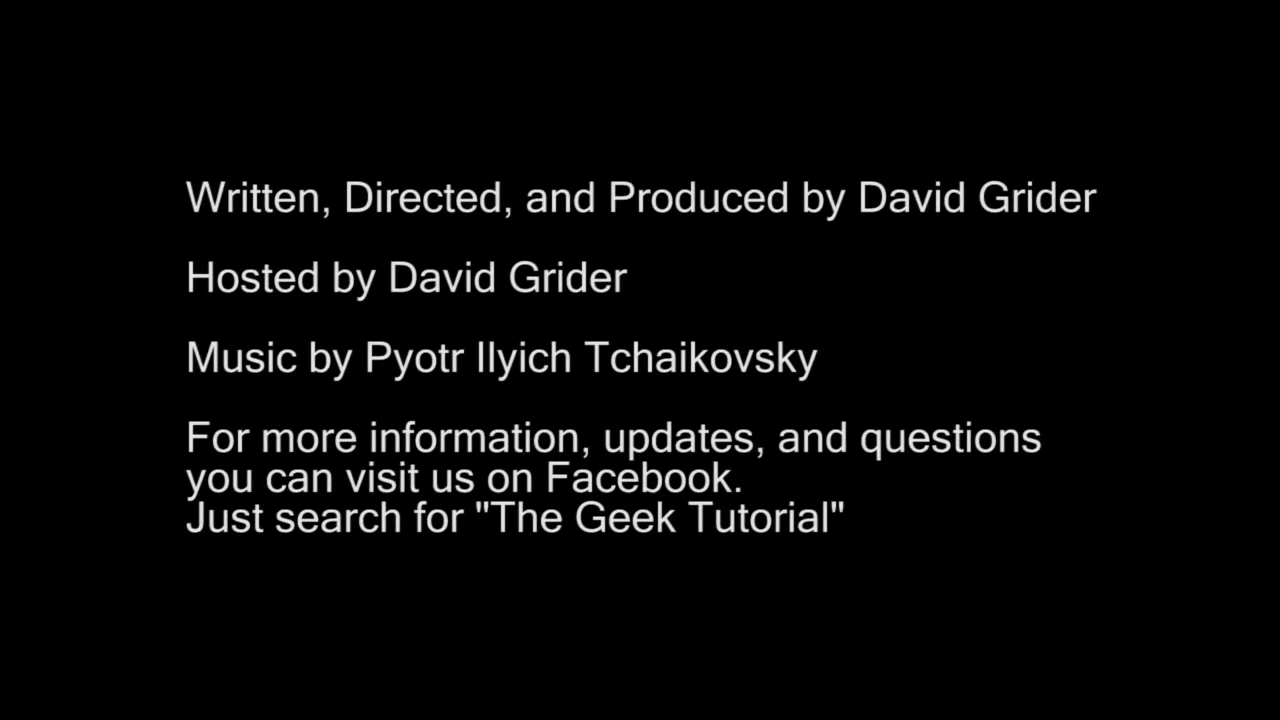 Written, Directed, and Produced by David Grider
Hosted by David Grider
Music by Pyotr Ilyich Tchaikovsky
For more information, updates, and questions
you can visit us on Facebook.
Just search for "The Geek Tutorial"